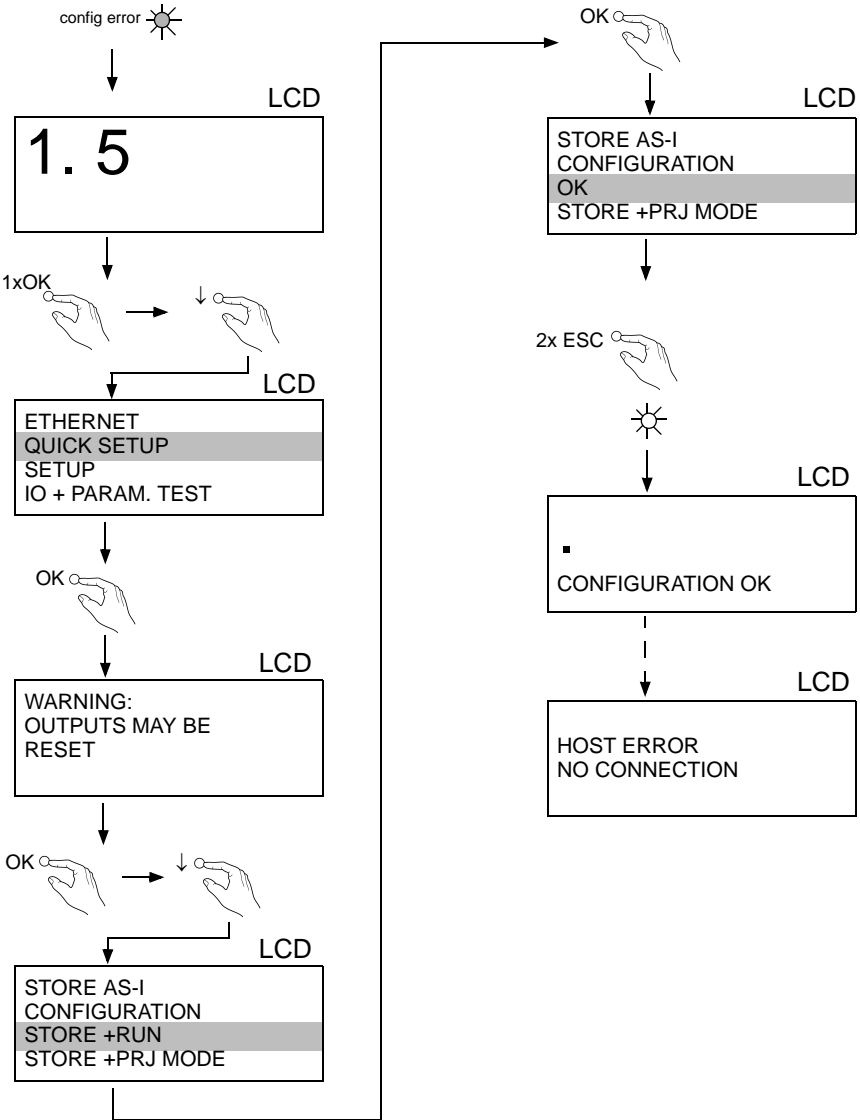 config error
LCD
1. 5
1xOK
↓
LCD
ETHERNET
QUICK SETUP
SETUP
IO + PARAM. TEST
OK
LCD
WARNING:
OUTPUTS MAY BE
RESET
OK
↓
LCD
STORE AS-I
CONFIGURATION
STORE +RUN
STORE +PRJ MODE
OK
LCD
STORE AS-I
CONFIGURATION
OK
STORE +PRJ MODE
2x ESC
LCD
.
CONFIGURATION OK
LCD
HOST ERROR
NO CONNECTION